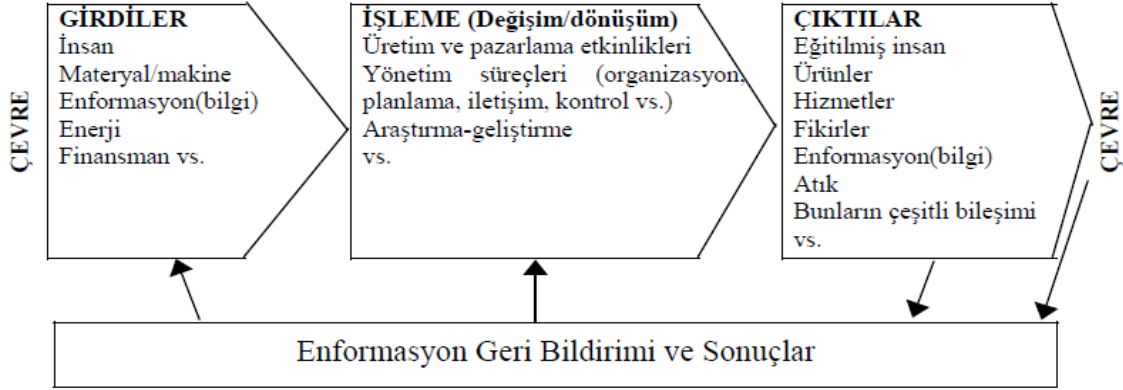 ÇEVRE
GİRDİLER
İnsan
Materyal/makine
Enformasyon(bilgi)
Enerji
Finansman vs.
İŞLEME (Değişim/dönüşüm)
Üretim ve pazarlama etkinlikleri
Yönetim süreçleri (organizasyon,
planlama, iletişim, kontrol vs.)
Araştırma-geliştirme
vs.
ÇIKTILAR
Eğitilmiş insan
Ürünler
Hizmetler
Fikirler
Enformasyon(bilgi)
Atık
Bunların çeşitli bileşimi
vs.
ÇEVRE
Enformasyon Geri Bildirimi ve Sonuçlar